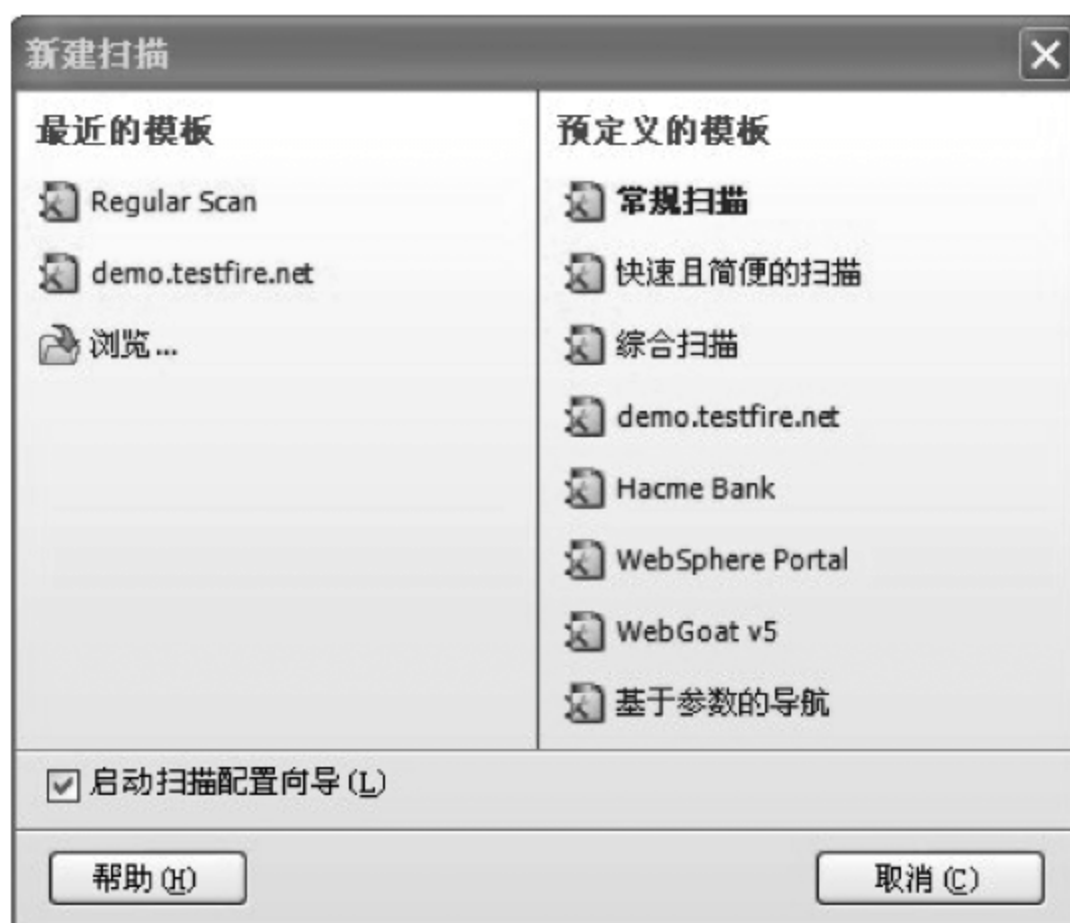 新建扫描
最近的模板
Regular Scan
demo.testfire.net
浏览...
预定义的模板
常规扫描
快速且简便的扫描
综合扫描
demo.testfire.net
Hacme Bank
WebSphere Portal
WebGoat v5
基于参数的导航
启动扫描配置向导(L)
帮助(H)
取消(C)